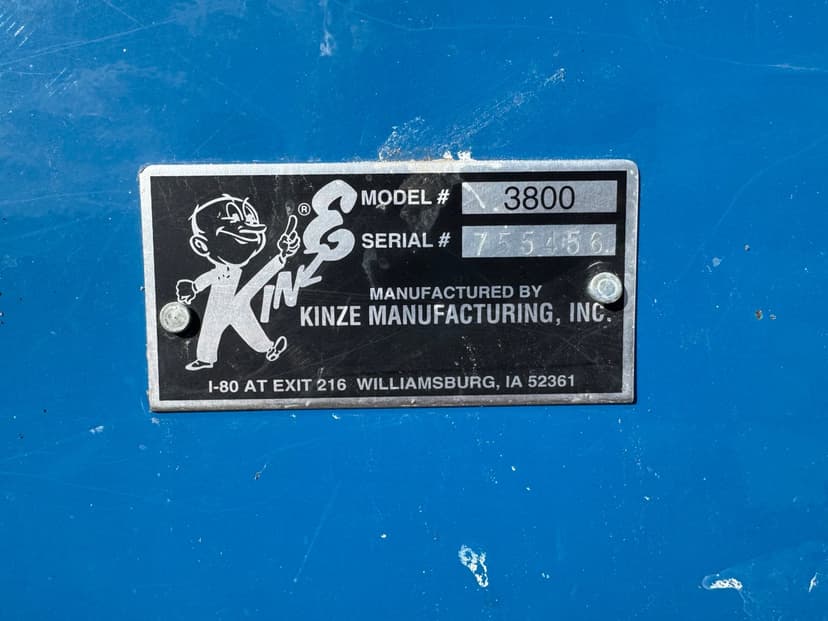 KINZE ®
MODEL # 3800
SERIAL # 755456
MANUFACTURED BY
KINZE MANUFACTURING, INC.
I-80 AT EXIT 216 WILLIAMSBURG, IA 52361